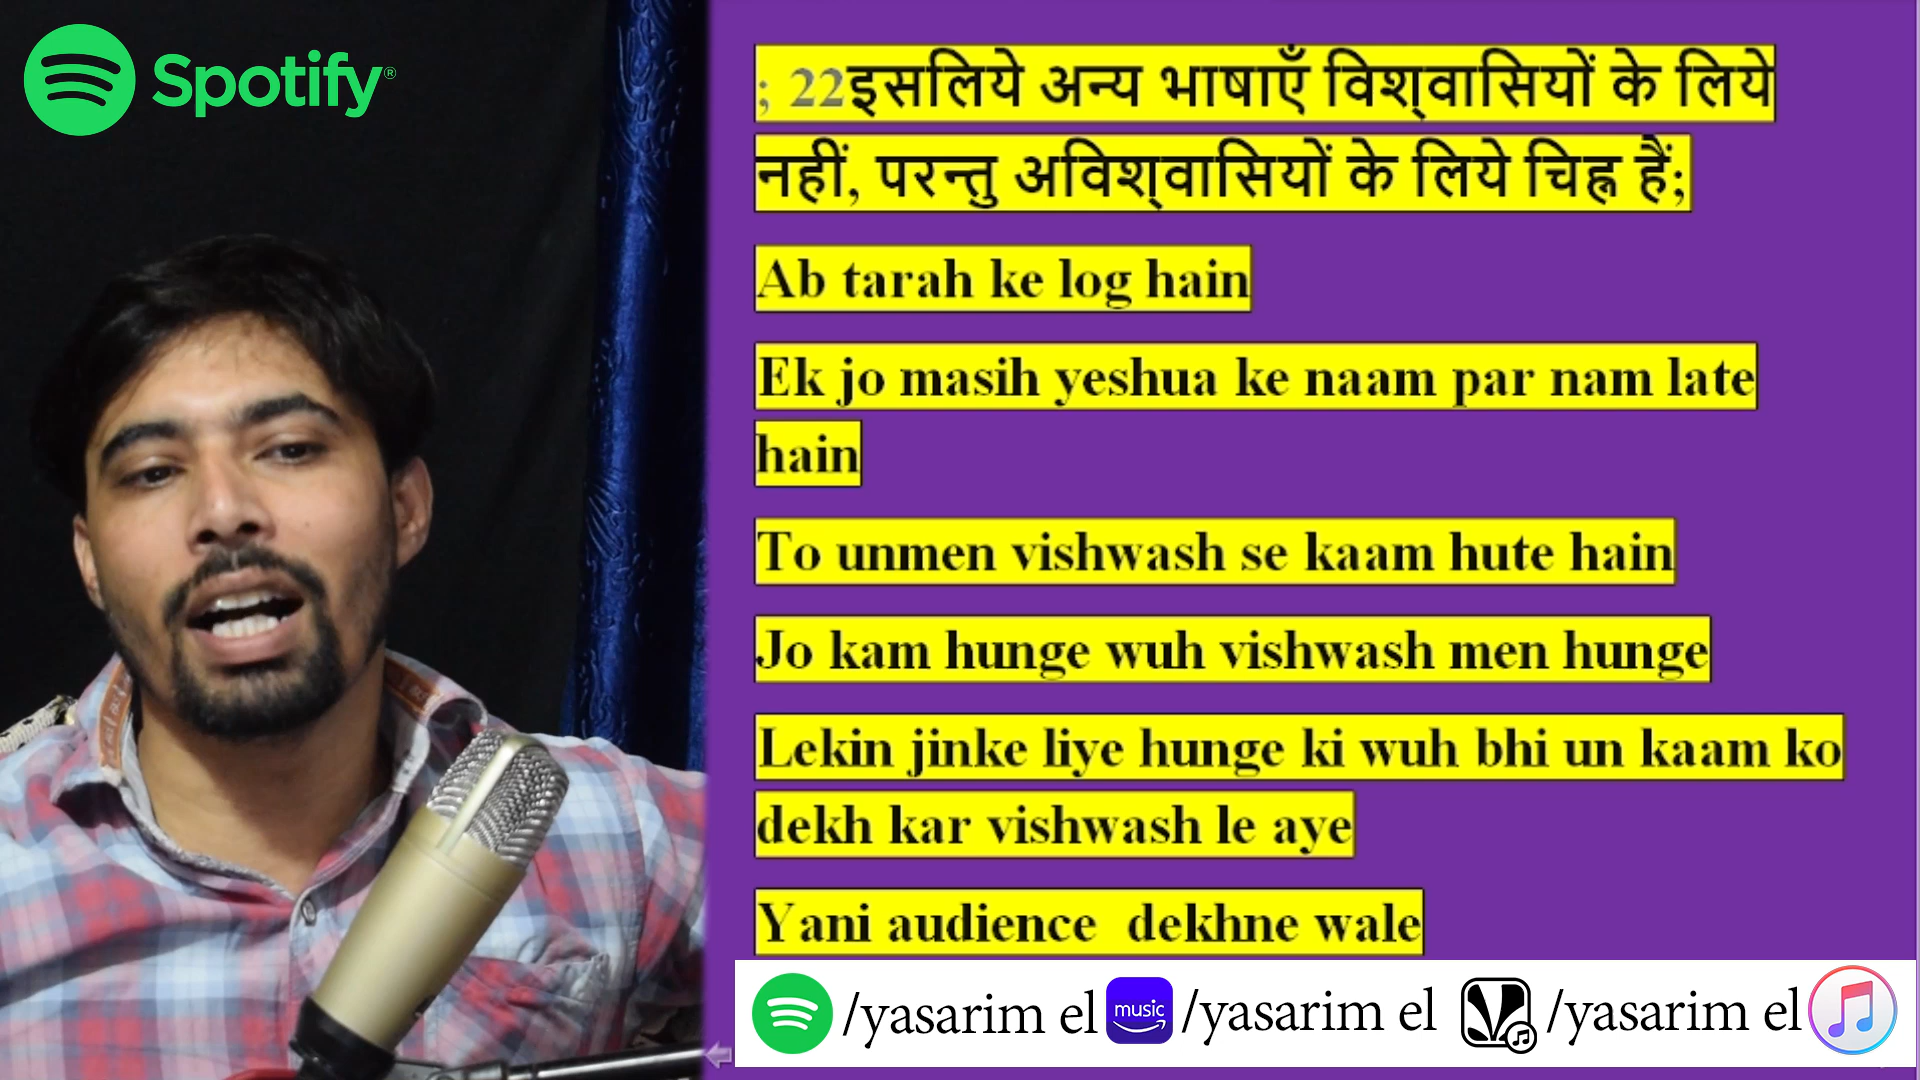 Spotify®
; 22इसलिये अन्य भाषाएँ विश्‌वासियों के लिये
नहीं, परन्तु अविश्‌वासियों के लिये चिह्न हैं;
Ab tarah ke log hain
Ek jo masih yeshua ke naam par nam late
hain
To unmen vishwash se kaam hute hain
Jo kam hunge wuh vishwash men hunge
Lekin jinke liye hunge ki wuh bhi un kaam ko
dekh kar vishwash le aye
Yani audience  dekhne wale
/yasarim el music /yasarim el /yasarim el